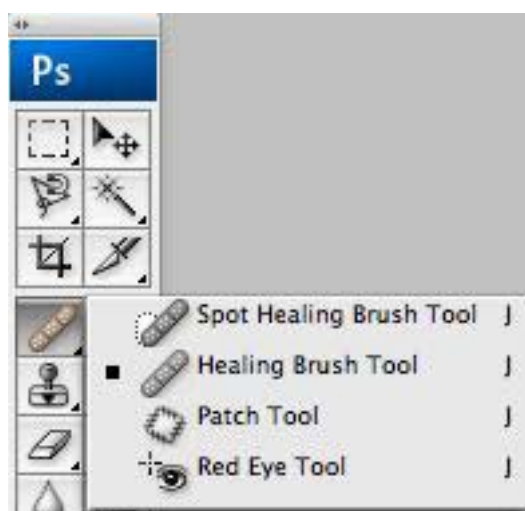 Ps
Spot Healing Brush Tool J
Healing Brush Tool J
Patch Tool J
Red Eye Tool J